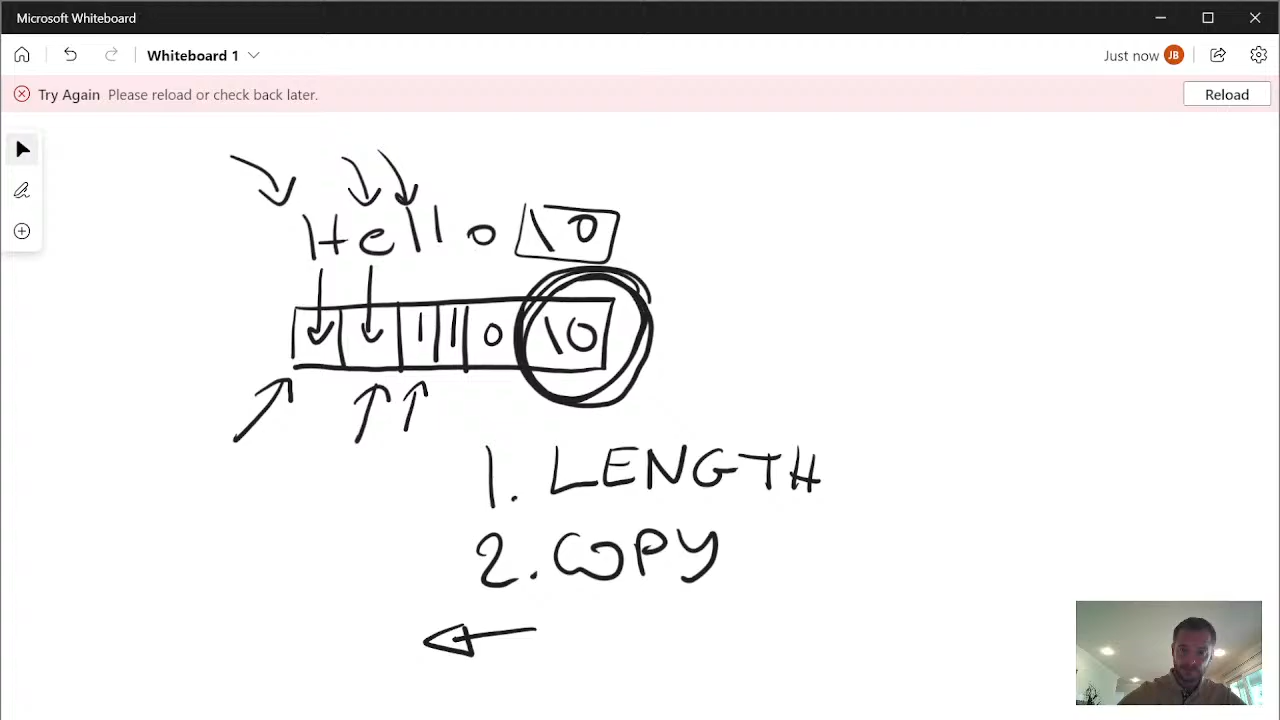 Microsoft Whiteboard
Whiteboard 1
Just now JB
Try Again Please reload or check back later.
Reload
Hello \0
l l o \0
1. LENGTH
2. COPY